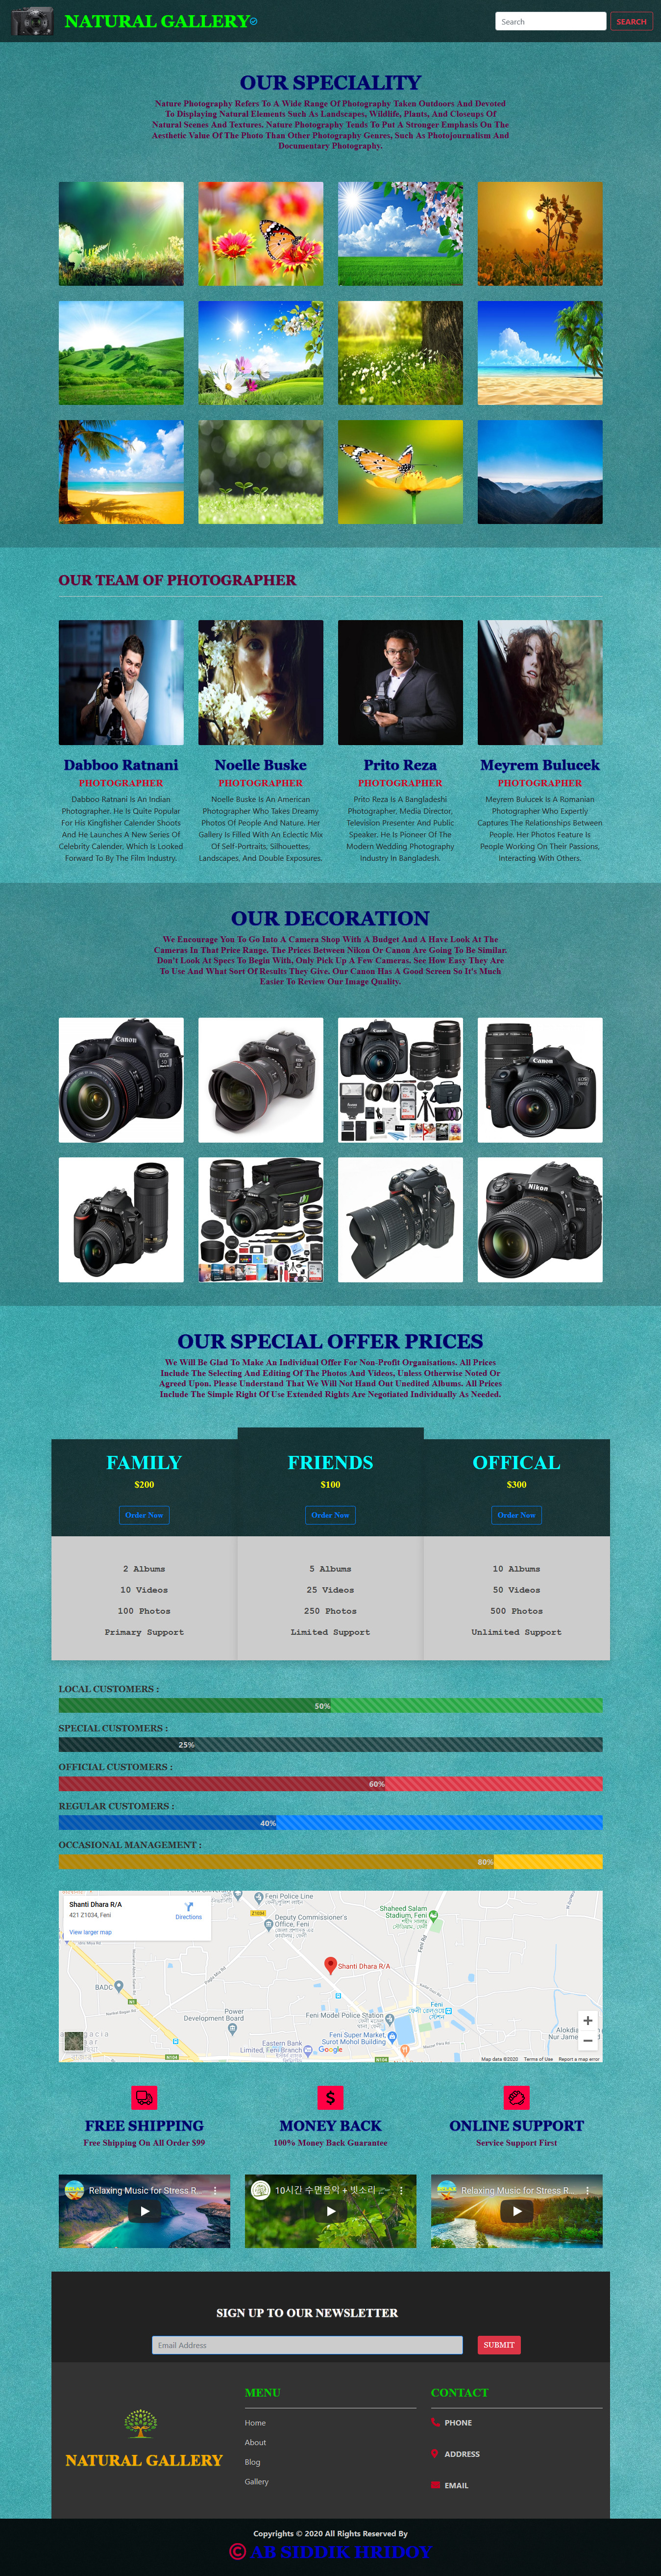 NATURAL GALLERY
Search
SEARCH
OUR SPECIALITY
Nature Photography Refers To A Wide Range Of Photography Taken Outdoors And Devoted
To Displaying Natural Elements Such As Landscapes, Wildlife, Plants, And Closeups Of
Natural Scenes And Textures. Nature Photography Tends To Put A Stronger Emphasis On The
Aesthetic Value Of The Photo Than Other Photography Genres, Such As Photojournalism And
Documentary Photography.
OUR TEAM OF PHOTOGRAPHER
Dabboo Ratnani
PHOTOGRAPHER
Dabboo Ratnani Is An Indian
Photographer. He Is Quite Popular
For His Kingfisher Calender Shoots
And He Launches A New Series Of
Celebrity Calender, Which Is Looked
Forward To By The Film Industry.
Noelle Buske
PHOTOGRAPHER
Noelle Buske Is An American
Photographer Who Takes Dreamy
Photos Of People And Nature. Her
Gallery Is Filled With An Eclectic Mix
Of Self-Portraits, Silhouettes,
Landscapes, And Double Exposures.
Prito Reza
PHOTOGRAPHER
Prito Reza Is A Bangladeshi
Photographer, Media Director,
Television Presenter And Public
Speaker. He Is Pioneer Of The
Modern Wedding Photography
Industry In Bangladesh.
Meyrem Bulucek
PHOTOGRAPHER
Meyrem Bulucek Is A Romanian
Photographer Who Expertly
Captures The Relationships Between
People. Her Photos Feature Is
People Working On Their Passions,
Interacting With Others.
OUR DECORATION
We Encourage You To Go Into A Camera Shop With A Budget And A Have Look At The
Cameras In That Price Range. The Prices Between Nikon Or Canon Are Going To Be Similar.
Don't Look At Specs To Begin With, Only Pick Up A Few Cameras. See How Easy They Are
To Use And What Sort Of Results They Give. Our Canon Has A Good Screen So It's Much
Easier To Review Our Image Quality.
Canon
EOS
5D
Canon
Canon
Canon
Nikon
Nikon
OUR SPECIAL OFFER PRICES
We Will Be Glad To Make An Individual Offer For Non-Profit Organisations. All Prices
Include The Selecting And Editing Of The Photos And Videos, Unless Otherwise Noted Or
Agreed Upon. Please Understand That We Will Not Hand Out Unedited Albums. All Prices
Include The Simple Right Of Use Extended Rights Are Negotiated Individually As Needed.
FAMILY
$200
Order Now
2 Albums
10 Videos
100 Photos
Primary Support
FRIENDS
$100
Order Now
5 Albums
25 Videos
250 Photos
Limited Support
OFFICAL
$300
Order Now
10 Albums
50 Videos
500 Photos
Unlimited Support
LOCAL CUSTOMERS :
50%
SPECIAL CUSTOMERS :
25%
OFFICIAL CUSTOMERS :
60%
REGULAR CUSTOMERS :
40%
OCCASIONAL MANAGEMENT :
80%
Shanti Dhara R/A
421 Z1034, Feni
Directions
View larger map
Feni Police Line
Z1034
Deputy Commissioner's
Office, Feni
Shaheed Salam
Stadium, Feni
Shanti Dhara R/A
BADC
Power
Development Board
Feni Model Police Station
Feni Super Market,
Surot Mohol Building
Eastern Bank
Limited, Feni Branch
Feni
ফেনী
Google
Map data ©2020 Terms of Use Report a map error
FREE SHIPPING
Free Shipping On All Order $99
MONEY BACK
100% Money Back Guarantee
ONLINE SUPPORT
Service Support First
Relaxing Music for Stress R...
10시간 수면음악 + 빗소리 ...
Relaxing Music for Stress R...
SIGN UP TO OUR NEWSLETTER
Email Address
SUBMIT
NATURAL GALLERY
MENU
Home
About
Blog
Gallery
CONTACT
PHONE
ADDRESS
EMAIL
Copyrights © 2020 All Rights Reserved By
© AB SIDDIK HRIDOY